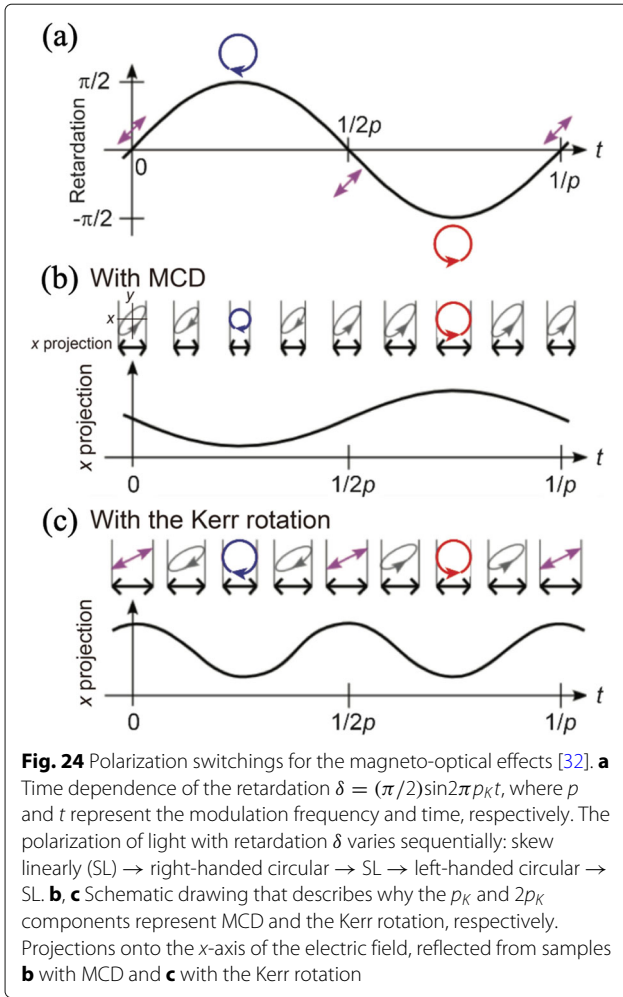 (a)
Retardation
π/2
0
-π/2
1/2p
1/p
t
(b) With MCD
y
x
x projection
x projection
0
1/2p
1/p
t
(c) With the Kerr rotation
x projection
0
1/2p
1/p
t
Fig. 24 Polarization switchings for the magneto-optical effects [32]. a
Time dependence of the retardation δ = (π/2)sin2πp_Kt, where p
and t represent the modulation frequency and time, respectively. The
polarization of light with retardation δ varies sequentially: skew
linearly (SL) → right-handed circular → SL → left-handed circular →
SL. b, c Schematic drawing that describes why the p_K and 2p_K
components represent MCD and the Kerr rotation, respectively.
Projections onto the x-axis of the electric field, reflected from samples
b with MCD and c with the Kerr rotation